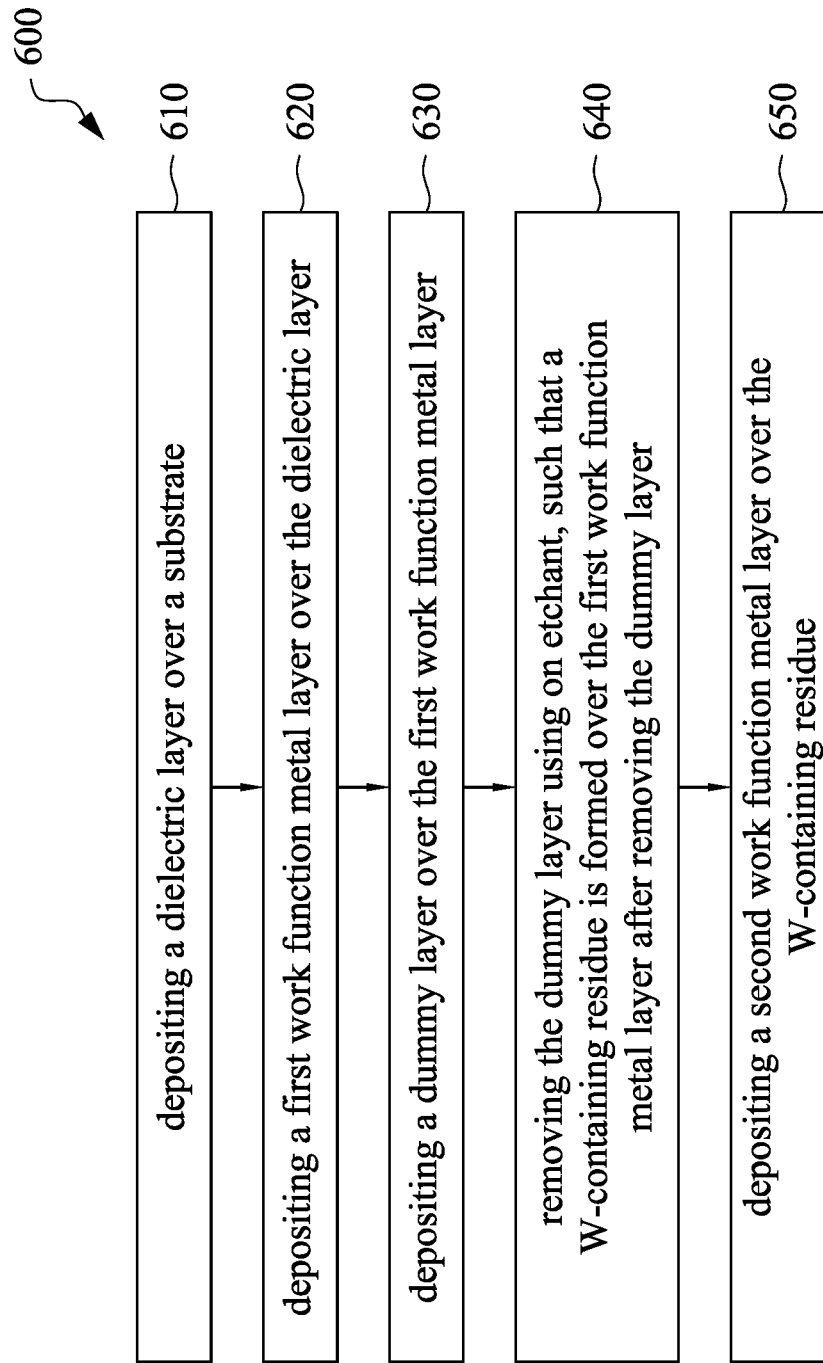 600
depositing a dielectric layer over a substrate
610
depositing a first work function metal layer over the dielectric layer
620
depositing a dummy layer over the first work function metal layer
630
removing the dummy layer using on etchant, such that a
W-containing residue is formed over the first work function
metal layer after removing the dummy layer
640
depositing a second work function metal layer over the
W-containing residue
650